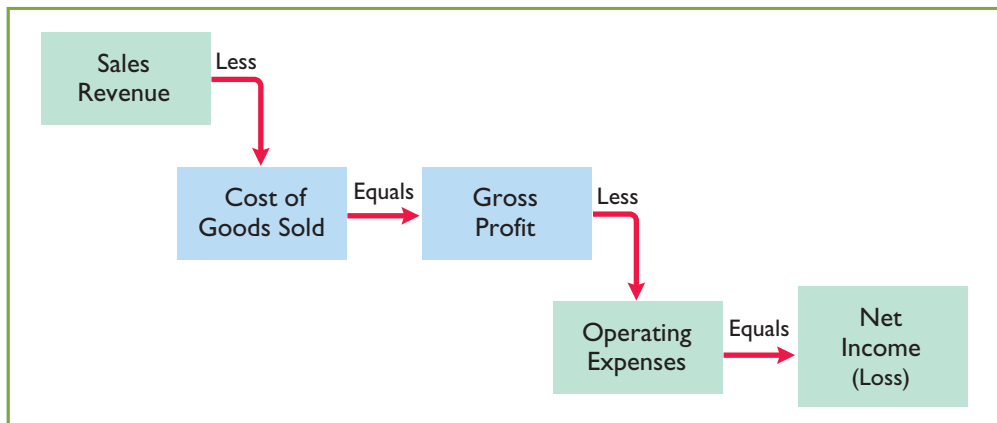 Sales
Revenue
Less
Cost of
Goods Sold
Equals
Gross
Profit
Less
Operating
Expenses
Equals
Net
Income
(Loss)